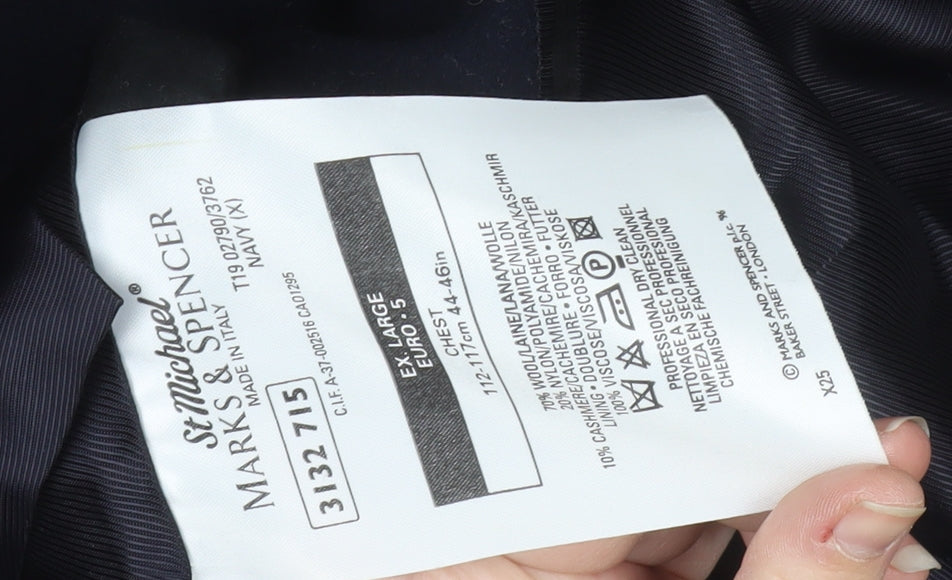 St Michael®
MARKS & SPENCER
MADE IN ITALY T19 02790/3762
NAVY (X)
3132 715
C.I.F. A-37-002516 CA01295
EX. LARGE
EURO . 5
CHEST
112-117cm 44-46in
70% WOOL/LAINE/LANA/WOLLE
20% NYLON/POLYAMIDE/NILON
10% CASHMERE/CACHEMIRE/CACHEMIRA/KASCHMIR
LINING • DOUBLURE • FORRO • FUTTER
100% VISCOSE/VISCOSA/VISKOSE
P
PROFESSIONAL DRY CLEAN
NETTOYAGE A SEC PROFESSIONAL
LIMPIEZA EN SECO PROFESING
CHEMISCHE FACHREINIGUNG
© MARKS AND SPENCER P.l.c. 96
BAKER STREET • LONDON
X25